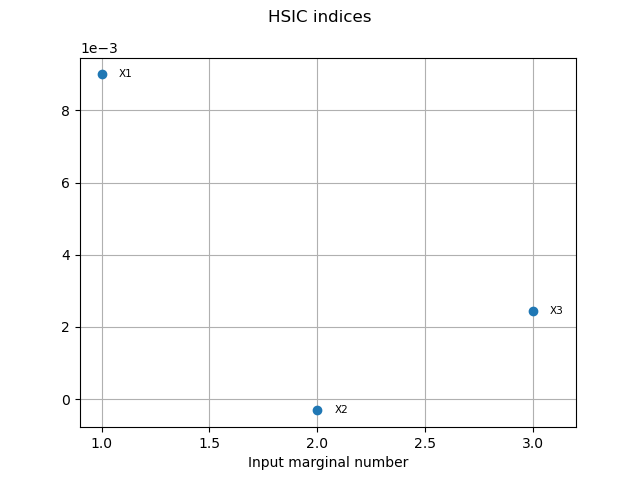 HSIC indices
1e−3
X1
8
6
4
X3
2
0
X2
1.0 1.5 2.0 2.5 3.0
Input marginal number